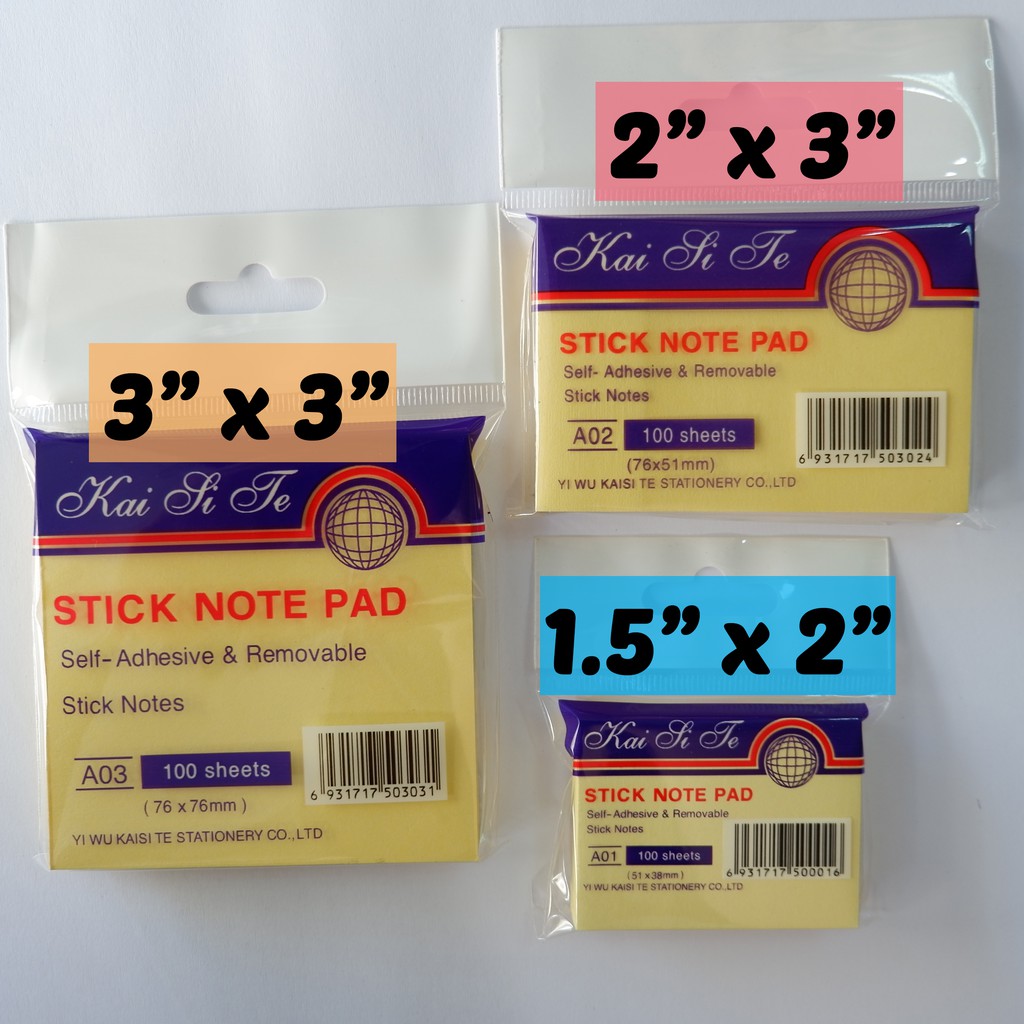 3” x 3”
Kai Si Te
STICK NOTE PAD
Self-Adhesive & Removable
Stick Notes
A03 100 sheets
(76 x 76mm)
6 931717 503031
YI WU KAISI TE STATIONERY CO.,LTD
2” x 3”
Kai Si Te
STICK NOTE PAD
Self- Adhesive & Removable
Stick Notes
A02 100 sheets
(76x51mm)
6 931717 503024
YI WU KAISI TE STATIONERY CO.,LTD
1.5” x 2”
Kai Si Te
STICK NOTE PAD
Self-Adhesive & Removable
Stick Notes
A01 100 sheets
(51 x38mm)
6 931717 500016
YI WU KAISI TE STATIONERY CO.,LTD